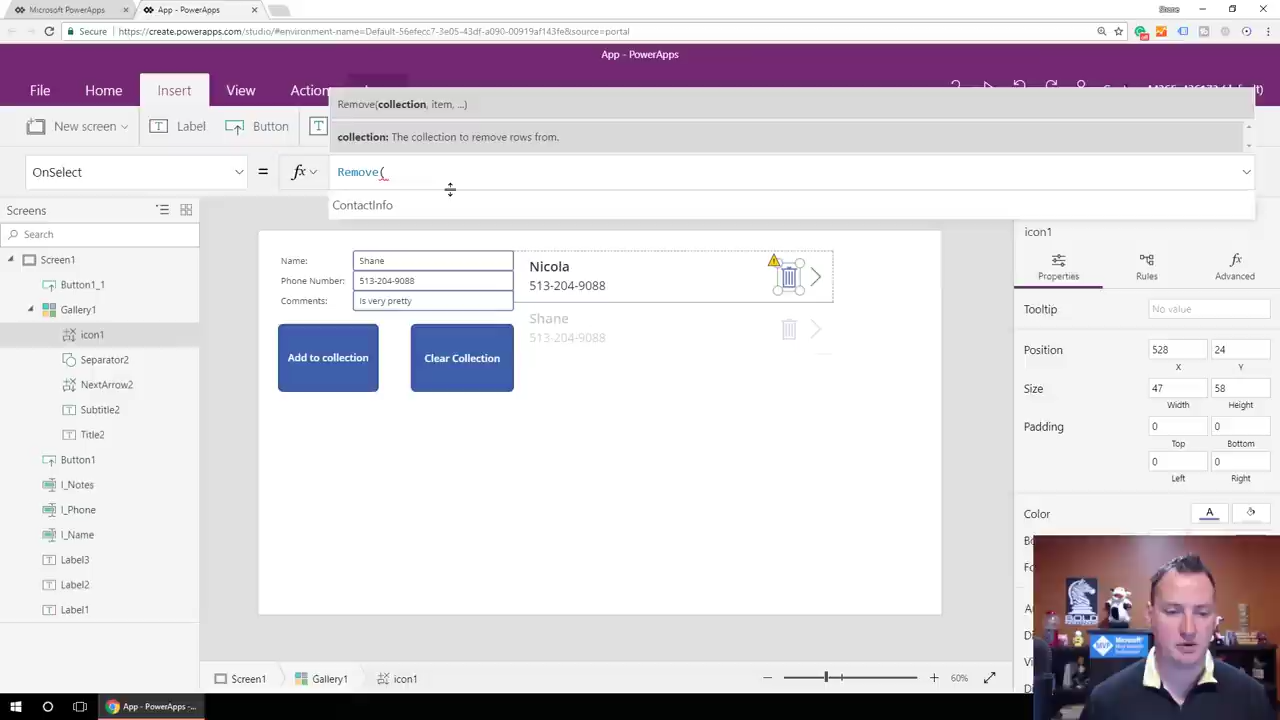 Microsoft PowerApps
App - PowerApps
Shane
Secure
https://create.powerapps.com/studio/#environment-name=Default-56efecc7-3e05-43df-a090-00919af143fe&source=portal
App - PowerApps
File
Home
Insert
View
Action
New screen
Label
Button
Remove(collection, item, ...)
collection: The collection to remove rows from.
OnSelect
=
fx
Remove(
ContactInfo
Screens
Search
Screen1
Button1_1
Gallery1
icon1
Separator2
NextArrow2
Subtitle2
Title2
Button1
I_Notes
I_Phone
I_Name
Label3
Label2
Label1
Name:
Shane
Phone Number:
513-204-9088
Comments:
is very pretty
Add to collection
Clear Collection
Nicola
513-204-9088
Shane
513-204-9088
icon1
Properties
Rules
Advanced
Tooltip
No value
Position
528
24
X
Y
Size
47
58
Width
Height
Padding
0
0
Top
Bottom
0
0
Left
Right
Color
BOLD
MVP
Microsoft
Screen1
Gallery1
icon1
60%
App - PowerApps -...